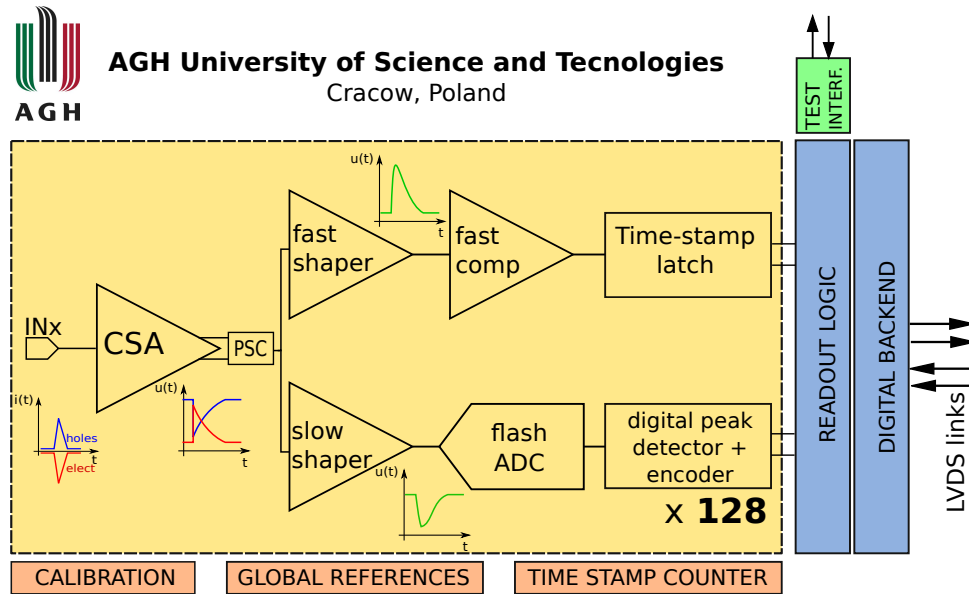 AGH
AGH University of Science and Tecnologies
Cracow, Poland
TEST
INTERF.
u(t)
t
fast
shaper
fast
comp
Time-stamp
latch
INx
CSA
PSC
i(t)
holes
t
elect
u(t)
t
slow
shaper
u(t)
t
flash
ADC
digital peak
detector +
encoder
x 128
READOUT LOGIC
DIGITAL BACKEND
LVDS links
CALIBRATION
GLOBAL REFERENCES
TIME STAMP COUNTER